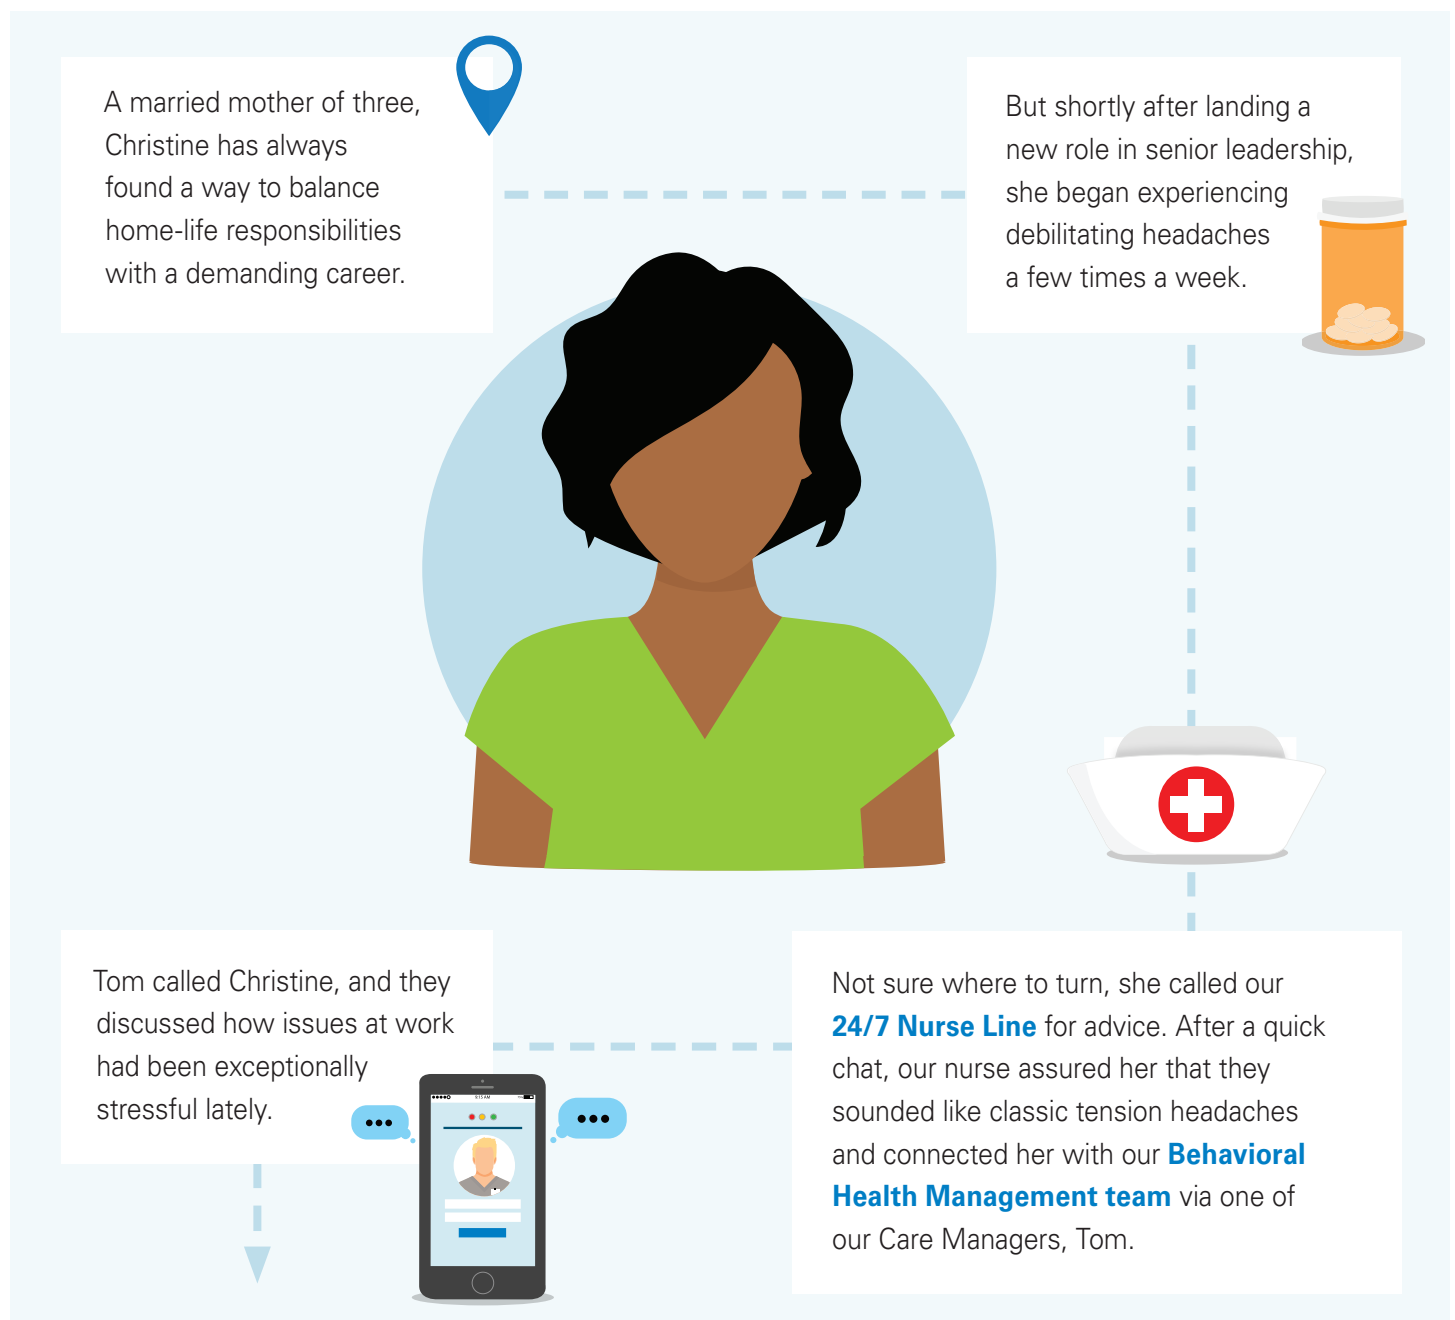 A married mother of three,
Christine has always
found a way to balance
home-life responsibilities
with a demanding career.
But shortly after landing a
new role in senior leadership,
she began experiencing
debilitating headaches
a few times a week.
Not sure where to turn, she called our
24/7 Nurse Line for advice. After a quick
chat, our nurse assured her that they
sounded like classic tension headaches
and connected her with our Behavioral
Health Management team via one of
our Care Managers, Tom.
Tom called Christine, and they
discussed how issues at work
had been exceptionally
stressful lately.
9:15 AM